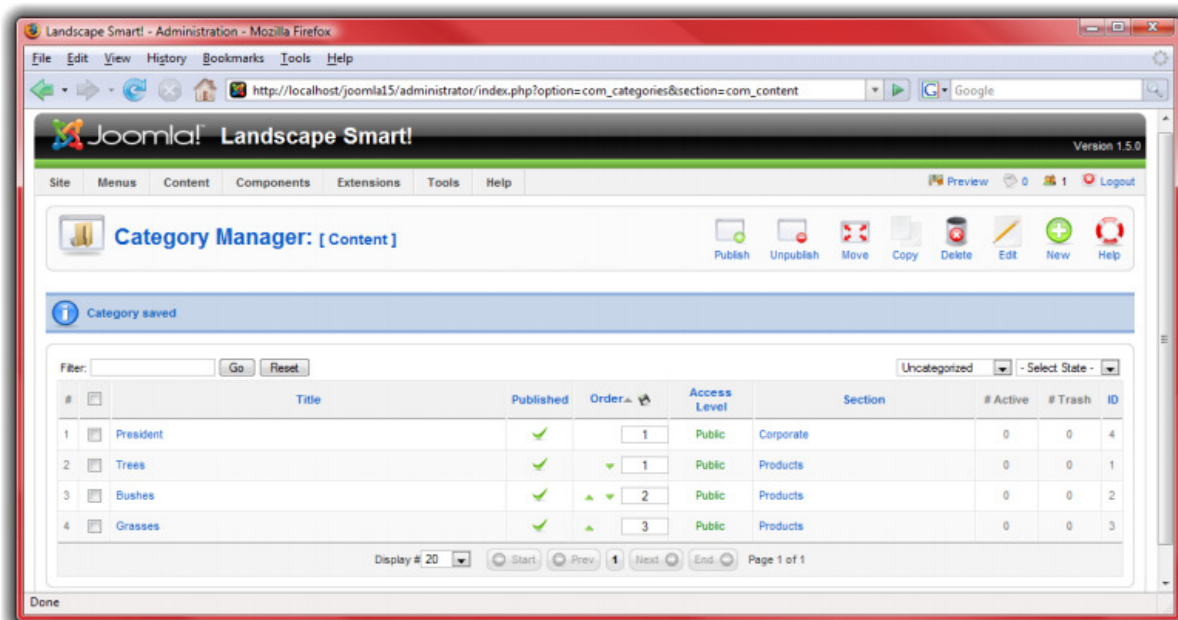 Landscape Smart! - Administration - Mozilla Firefox
File Edit View History Bookmarks Tools Help
http://localhost/joomla15/administrator/index.php?option=com_categories&section=com_content G Google
Joomla! Landscape Smart!
Version 1.5.0
Site Menus Content Components Extensions Tools Help Preview 0 1 Logout
Category Manager: [ Content ]
Publish Unpublish Move Copy Delete Edit New Help
Category saved
Filter: Go Reset Uncategorized - Select State -
# Title Published Order Access Level Section # Active # Trash ID
1 President 1 Public Corporate 0 0 4
2 Trees 1 Public Products 0 0 1
3 Bushes 2 Public Products 0 0 2
4 Grasses 3 Public Products 0 0 3
Display # 20 Start Prev 1 Next End Page 1 of 1
Done